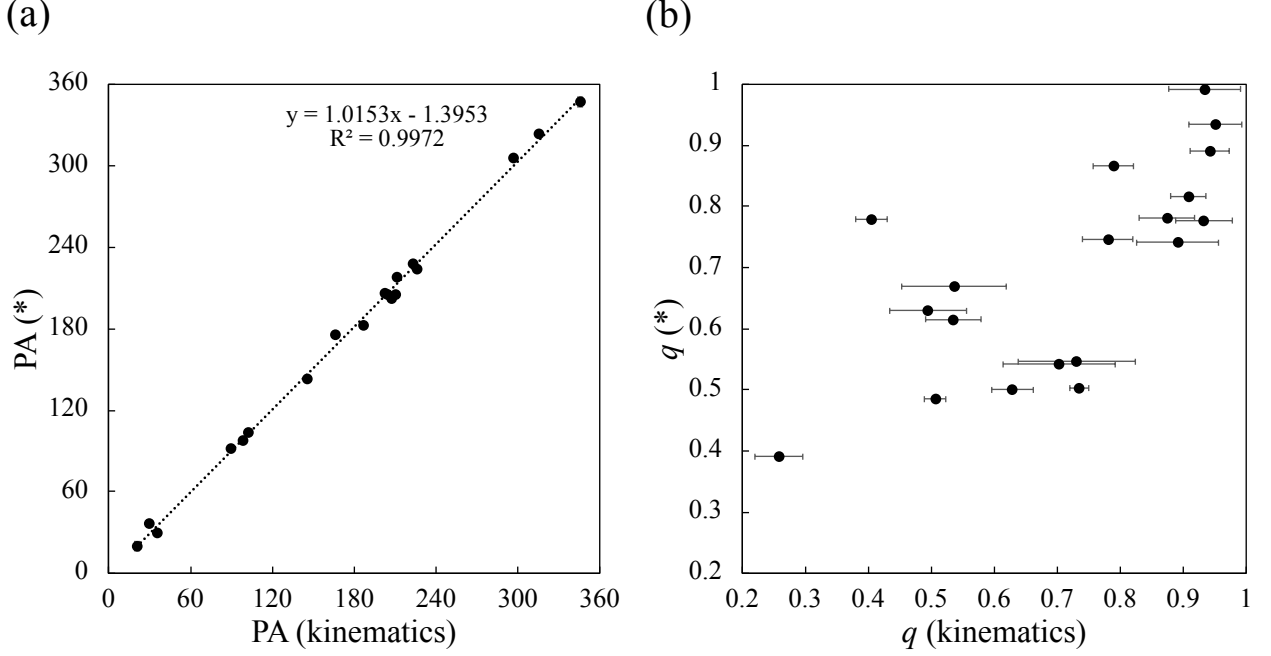 (a)
(b)
360
300
240
180
120
60
0
y = 1.0153x - 1.3953
R² = 0.9972
PA (*)
0 60 120 180 240 300 360
PA (kinematics)
1
0.9
0.8
0.7
0.6
0.5
0.4
0.3
0.2
q (*)
0.2 0.3 0.4 0.5 0.6 0.7 0.8 0.9 1
q (kinematics)